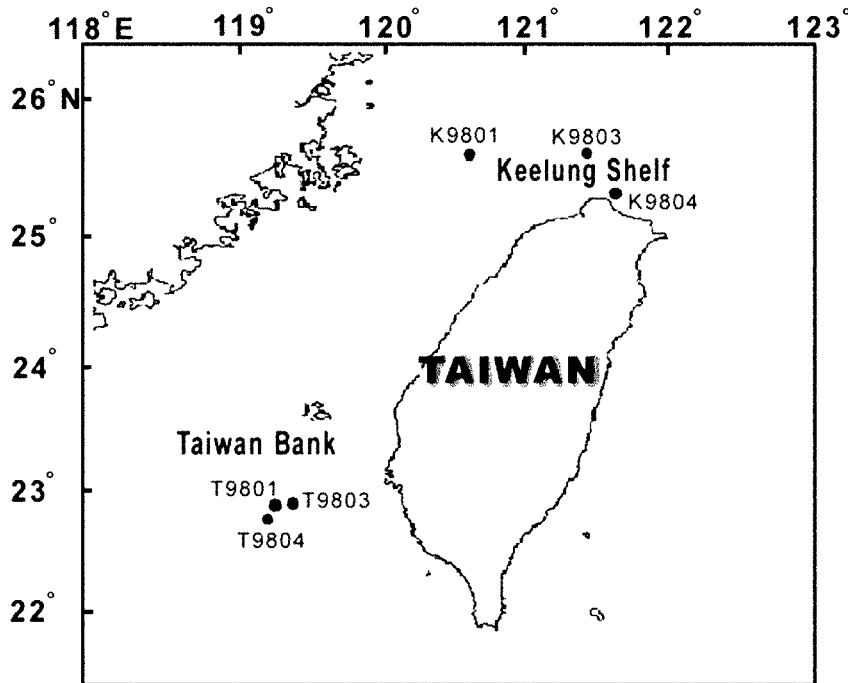 118°E 119° 120° 121° 122° 123°
26°N
K9801 K9803
Keelung Shelf
K9804
25°
24°
TAIWAN
Taiwan Bank
23°
T9801 T9803
T9804
22°